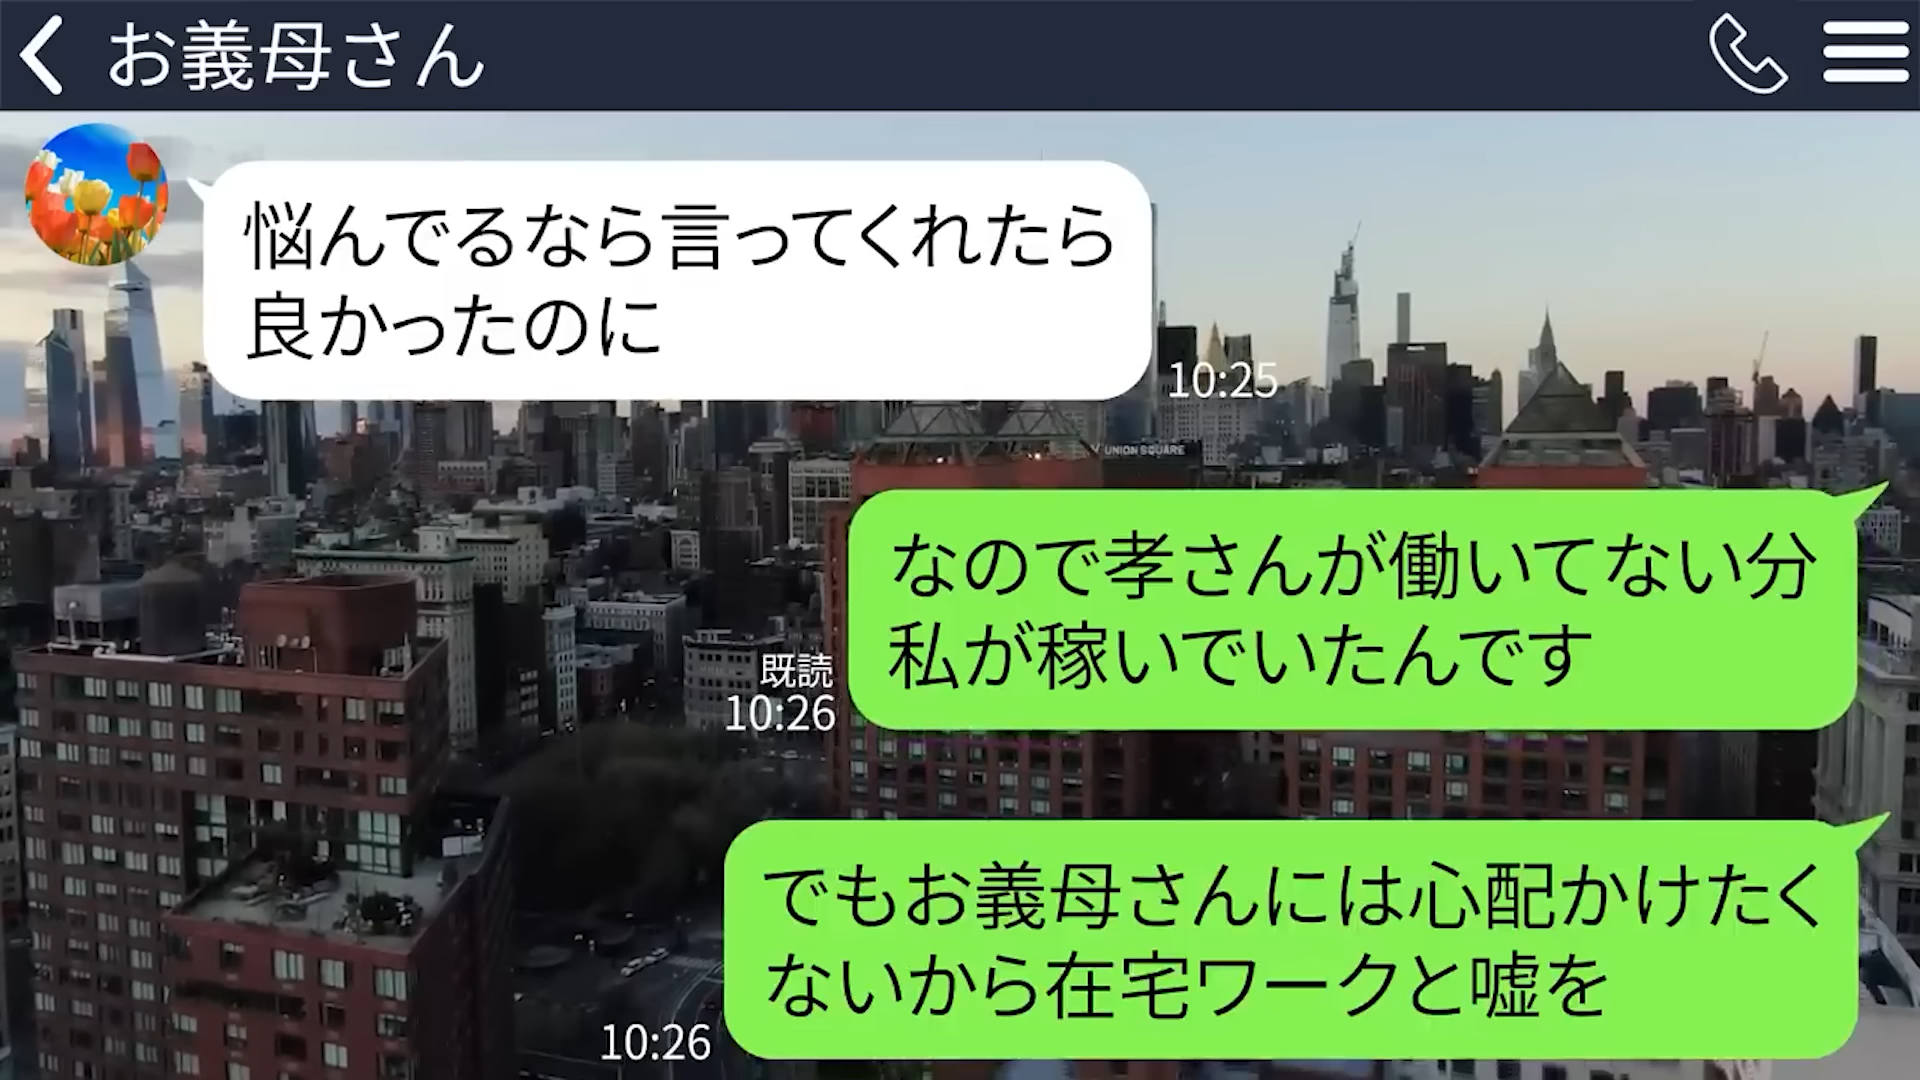 お義母さん
悩んでるなら言ってくれたら
良かったのに
10:25
UNION SQUARE
なので孝さんが働いてない分
私が稼いでいたんです
既読
10:26
でもお義母さんには心配かけたく
ないから在宅ワークと嘘を
10:26